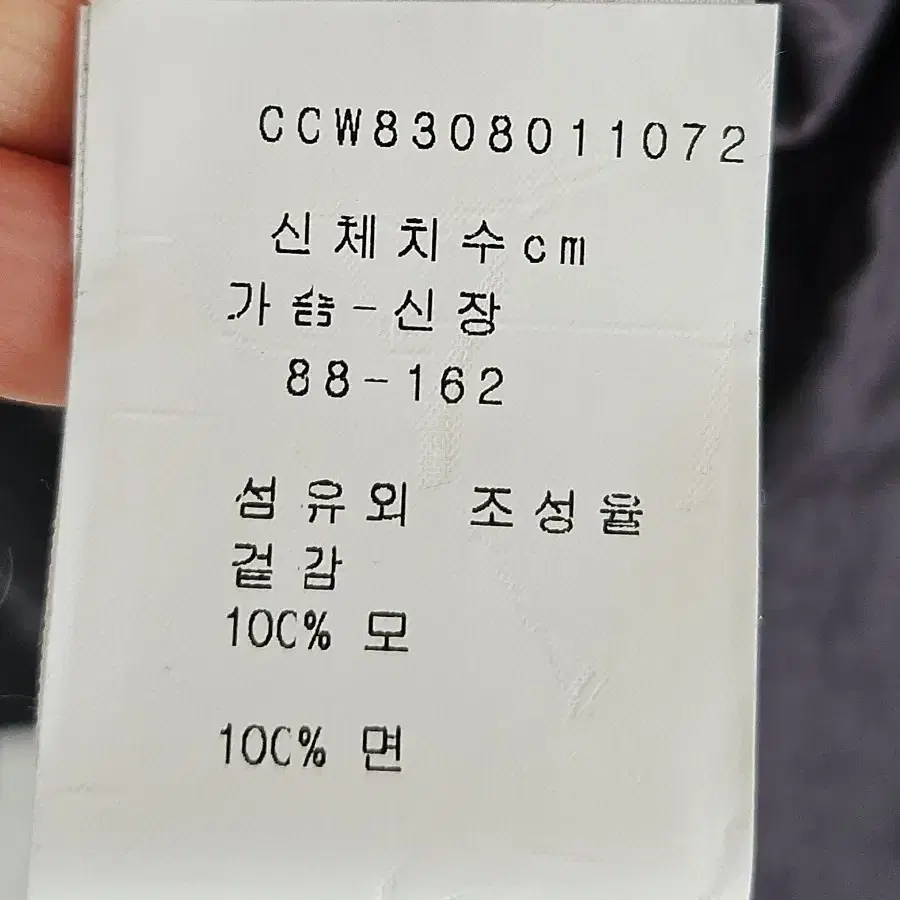 CCW8308011072
신체치수cm
가슴-신장
88-162
섬유외 조성율
겉감
100% 모
100% 면